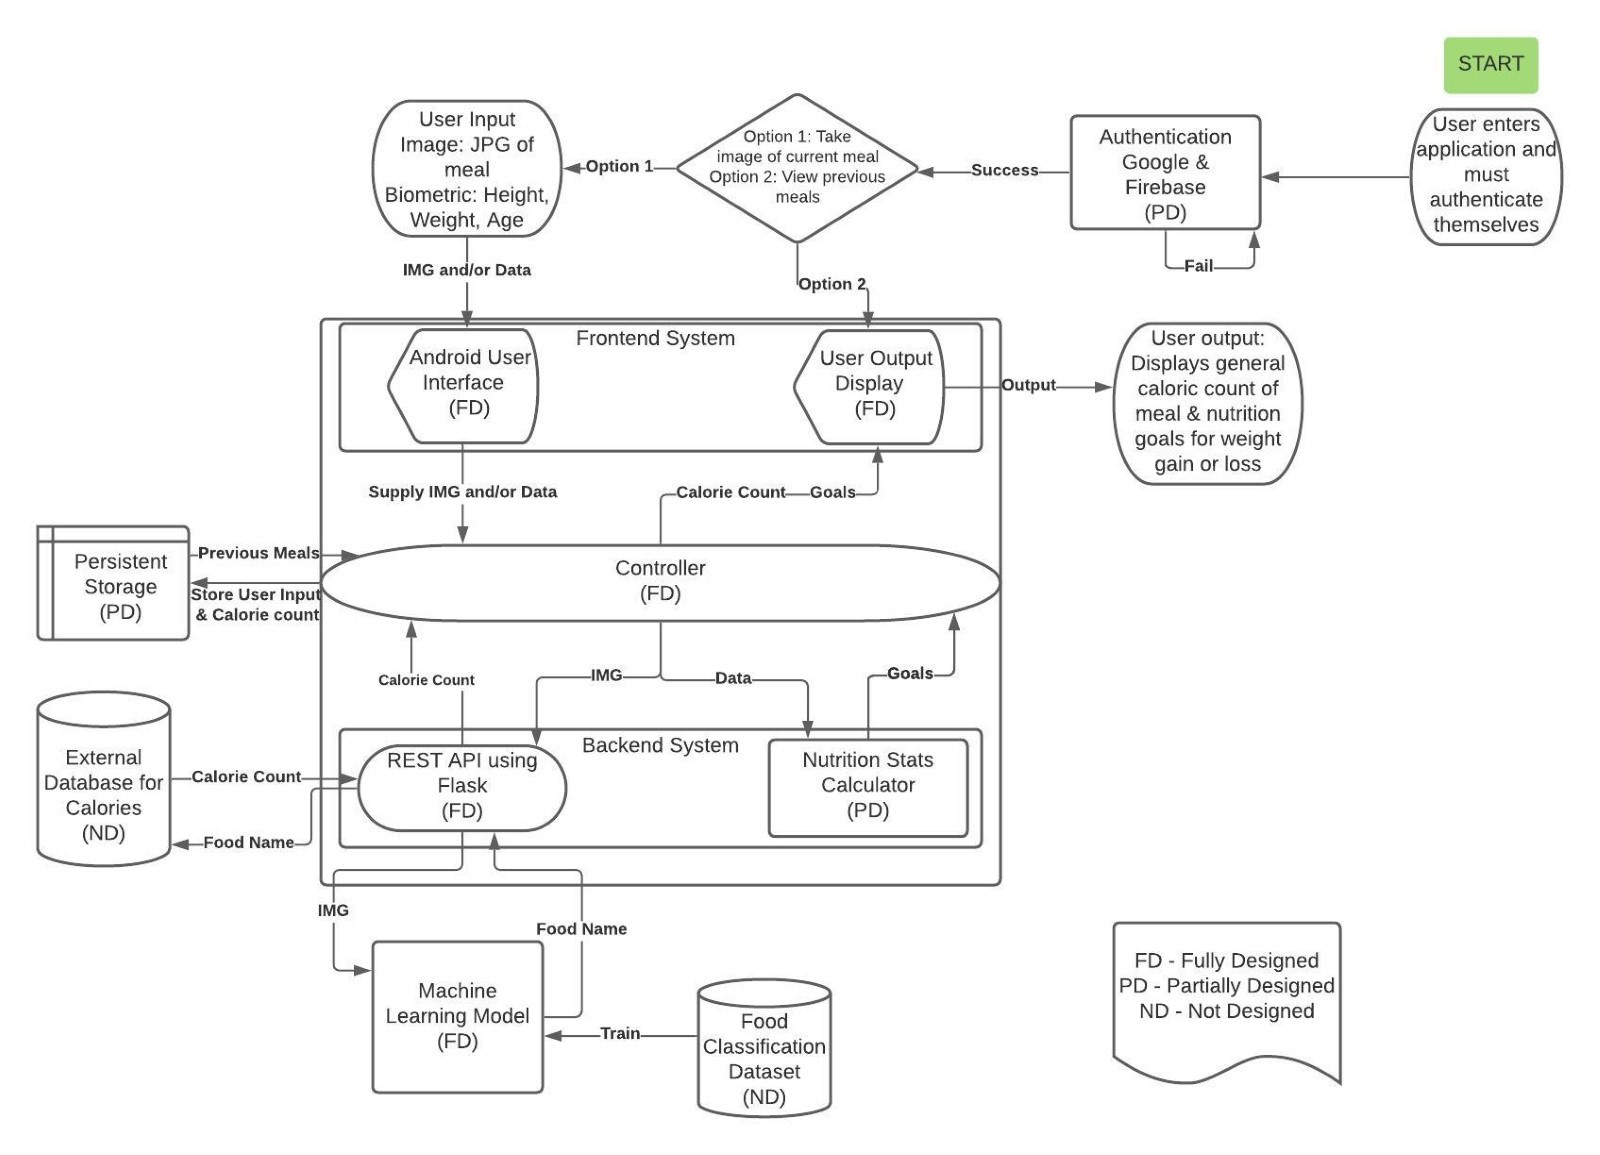 START
User enters
application and
must
authenticate
themselves
Authentication
Google &
Firebase
(PD)
Fail
Success
Option 1: Take
image of current meal
Option 2: View previous
meals
Option 1
Option 2
User Input
Image: JPG of
meal
Biometric: Height,
Weight, Age
IMG and/or Data
Frontend System
Android User
Interface
(FD)
User Output
Display
(FD)
Output
User output:
Displays general
caloric count of
meal & nutrition
goals for weight
gain or loss
Supply IMG and/or Data
Calorie Count
Goals
Persistent
Storage
(PD)
Previous Meals
Store User Input
& Calorie count
Controller
(FD)
Calorie Count
IMG
Data
Goals
Backend System
REST API using
Flask
(FD)
Nutrition Stats
Calculator
(PD)
External
Database for
Calories
(ND)
Calorie Count
Food Name
IMG
Food Name
Machine
Learning Model
(FD)
Train
Food
Classification
Dataset
(ND)
FD - Fully Designed
PD - Partially Designed
ND - Not Designed